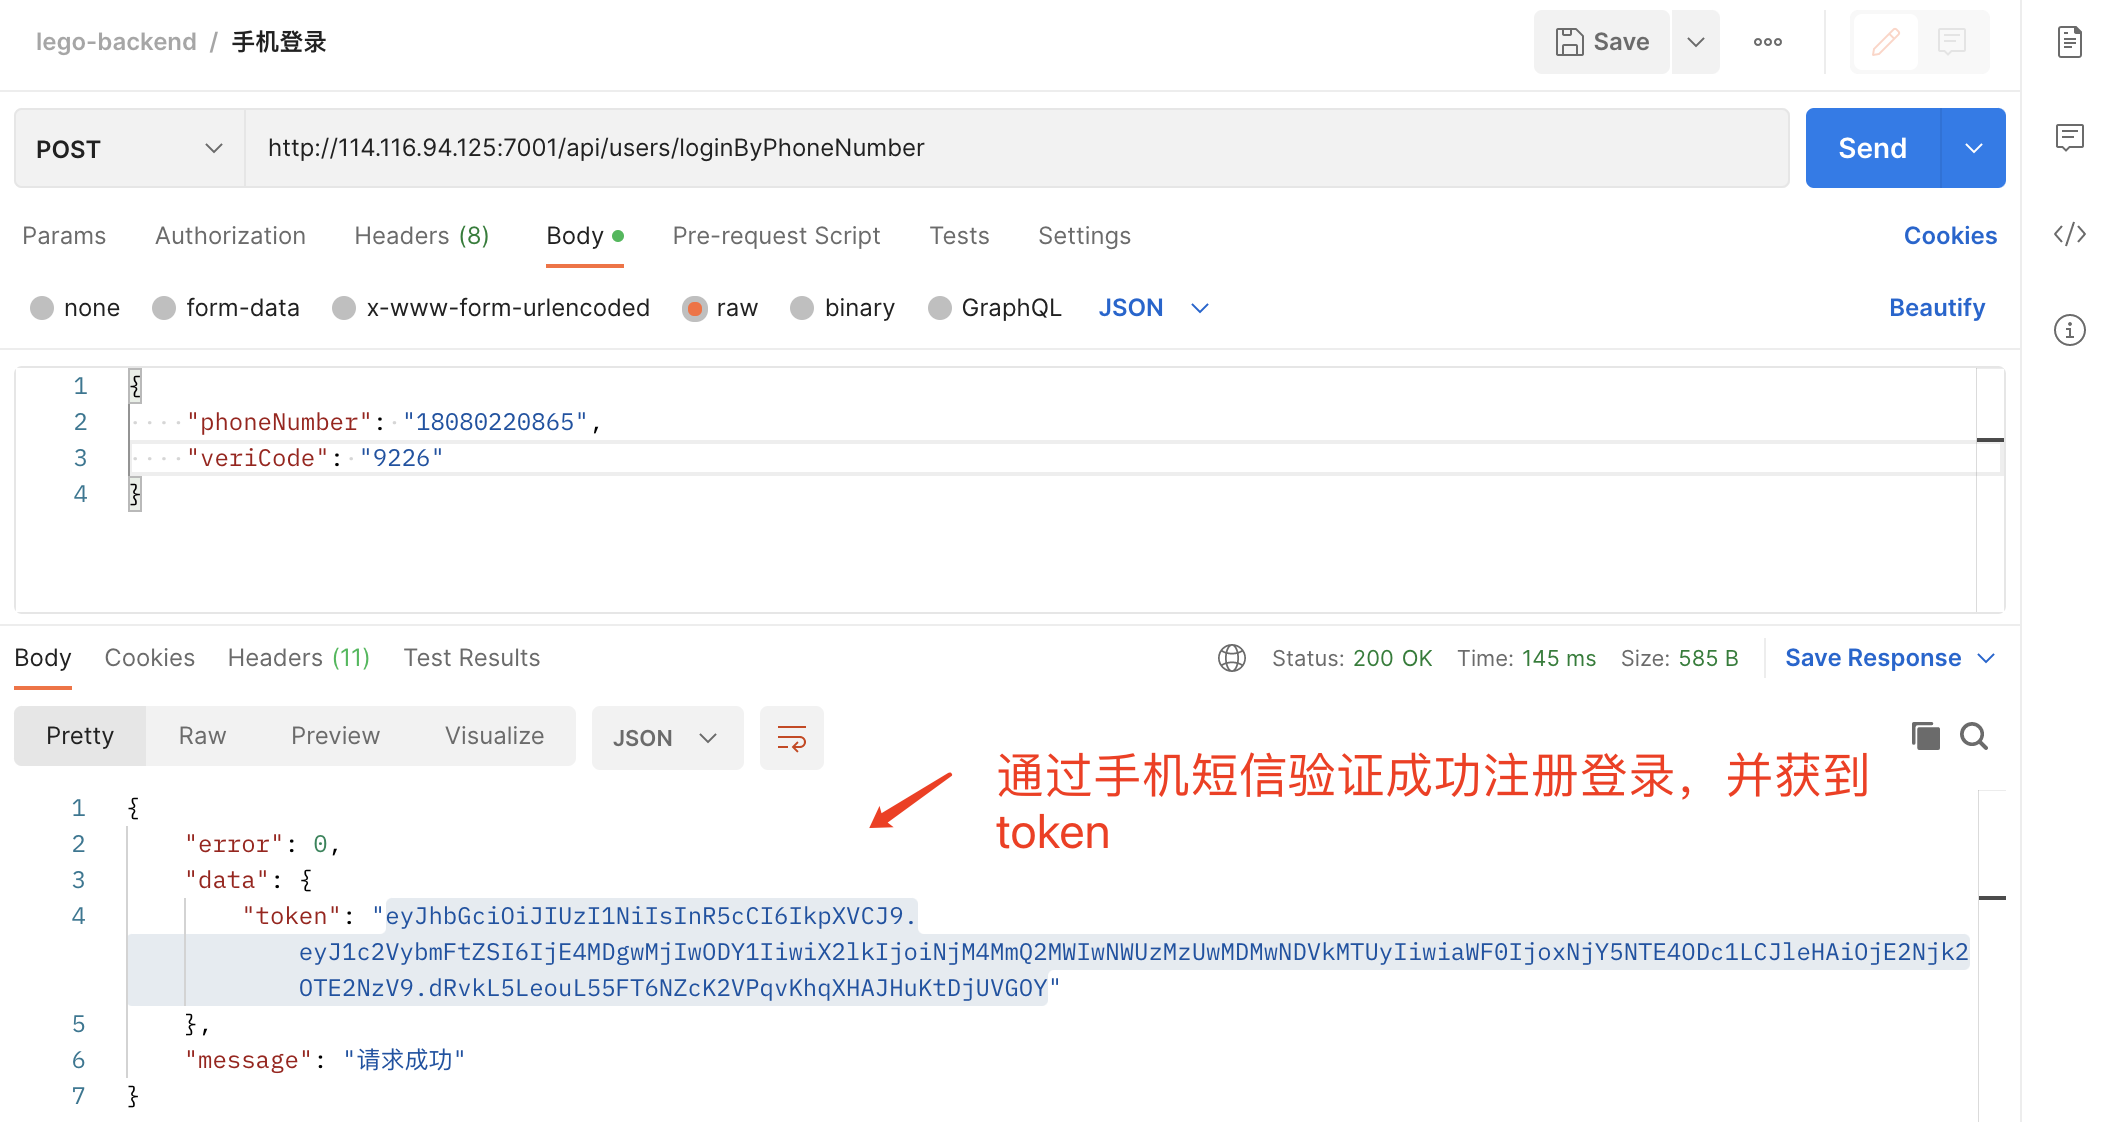 lego-backend / 手机登录
Save
POST
http://114.116.94.125:7001/api/users/loginByPhoneNumber
Send
Params Authorization Headers (8) Body Pre-request Script Tests Settings Cookies
none form-data x-www-form-urlencoded raw binary GraphQL JSON Beautify
1 {
2 "phoneNumber": "18080220865",
3 "veriCode": "9226"
4 }
Body Cookies Headers (11) Test Results Status: 200 OK Time: 145 ms Size: 585 B Save Response
Pretty Raw Preview Visualize JSON
通过手机短信验证成功注册登录，并获到
token
1 {
2 "error": 0,
3 "data": {
4 "token": "eyJhbGciOiJIUzI1NiIsInR5cCI6IkpXVCJ9.
eyJ1c2VybmFtZSI6IjE4MDgwMjIwODY1IiwiX2lkIjoiNjM4MmQ2MWIwNWUzMzUwMDMwNDVkMTUyIiwiaWF0IjoxNjY5NTE4ODc1LCJleHAiOjE2Njk2
OTE2NzV9.dRvkL5LeouL55FT6NZcK2VPqvKhqXHAJHuKtDjUVGOY"
5 },
6 "message": "请求成功"
7 }